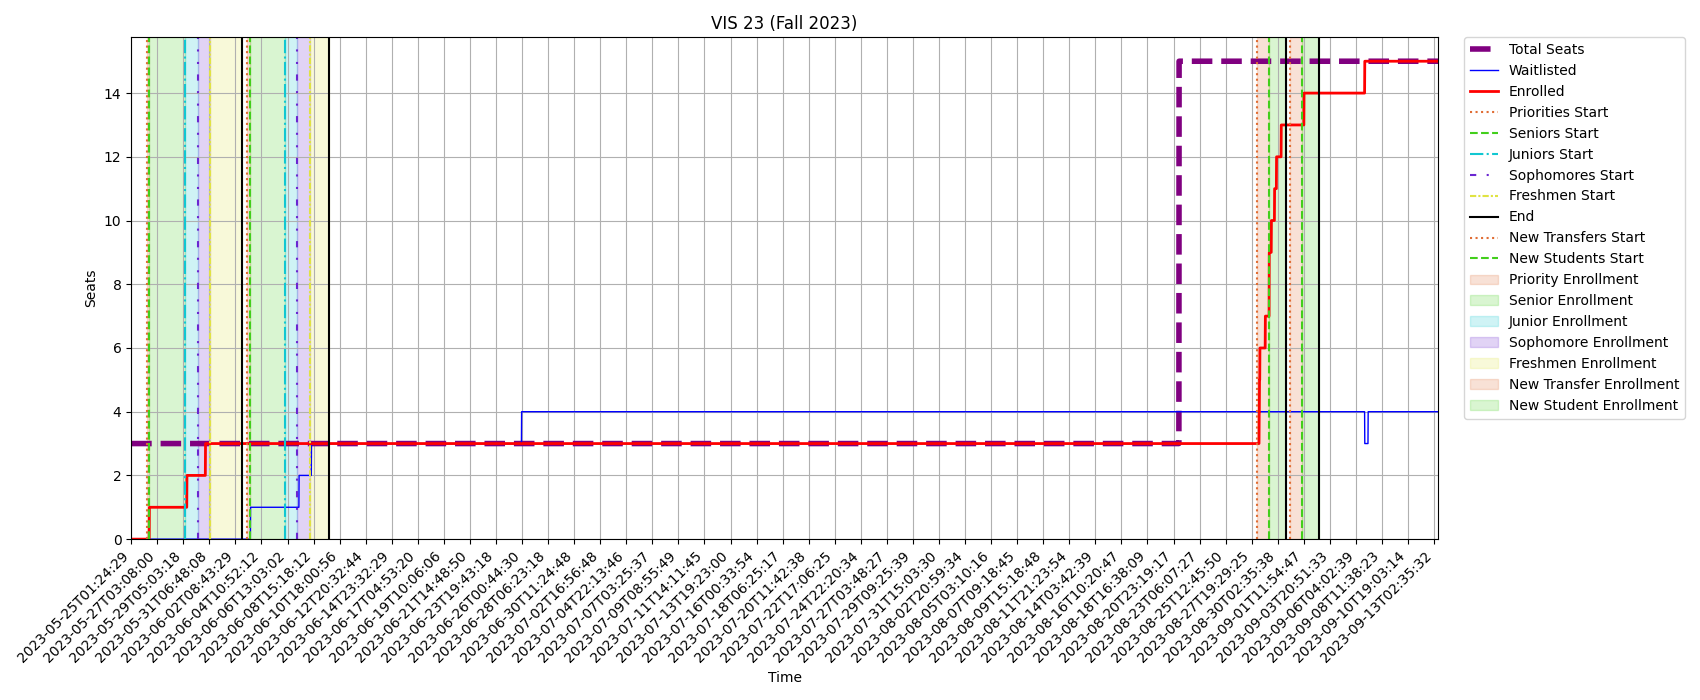 VIS 23 (Fall 2023)
Seats
14
12
10
8
6
4
2
0
2023-05-25T01:24:29
2023-05-27T03:08:00
2023-05-29T05:03:18
2023-05-31T06:48:08
2023-06-02T08:43:29
2023-06-04T10:52:12
2023-06-06T13:03:02
2023-06-08T15:18:12
2023-06-10T18:00:56
2023-06-12T20:32:44
2023-06-14T23:32:29
2023-06-17T04:53:20
2023-06-19T10:06:06
2023-06-21T14:48:50
2023-06-23T19:43:18
2023-06-26T00:44:30
2023-06-28T06:23:18
2023-06-30T11:24:48
2023-07-02T16:56:48
2023-07-04T22:13:46
2023-07-07T03:25:37
2023-07-09T08:55:49
2023-07-11T14:11:45
2023-07-13T19:23:00
2023-07-16T00:33:54
2023-07-18T06:25:17
2023-07-20T11:42:38
2023-07-22T17:06:25
2023-07-24T22:20:34
2023-07-27T03:48:27
2023-07-29T09:25:39
2023-07-31T15:03:30
2023-08-02T20:59:34
2023-08-05T03:10:16
2023-08-07T09:18:45
2023-08-09T15:18:48
2023-08-11T21:23:54
2023-08-14T03:42:39
2023-08-16T10:20:47
2023-08-18T16:38:09
2023-08-20T23:19:17
2023-08-23T06:07:27
2023-08-25T12:45:50
2023-08-27T19:29:25
2023-08-30T02:35:38
2023-09-01T11:54:47
2023-09-03T20:51:33
2023-09-06T04:02:39
2023-09-08T11:38:23
2023-09-10T19:03:14
2023-09-13T02:35:32
Time
Total Seats
Waitlisted
Enrolled
Priorities Start
Seniors Start
Juniors Start
Sophomores Start
Freshmen Start
End
New Transfers Start
New Students Start
Priority Enrollment
Senior Enrollment
Junior Enrollment
Sophomore Enrollment
Freshmen Enrollment
New Transfer Enrollment
New Student Enrollment